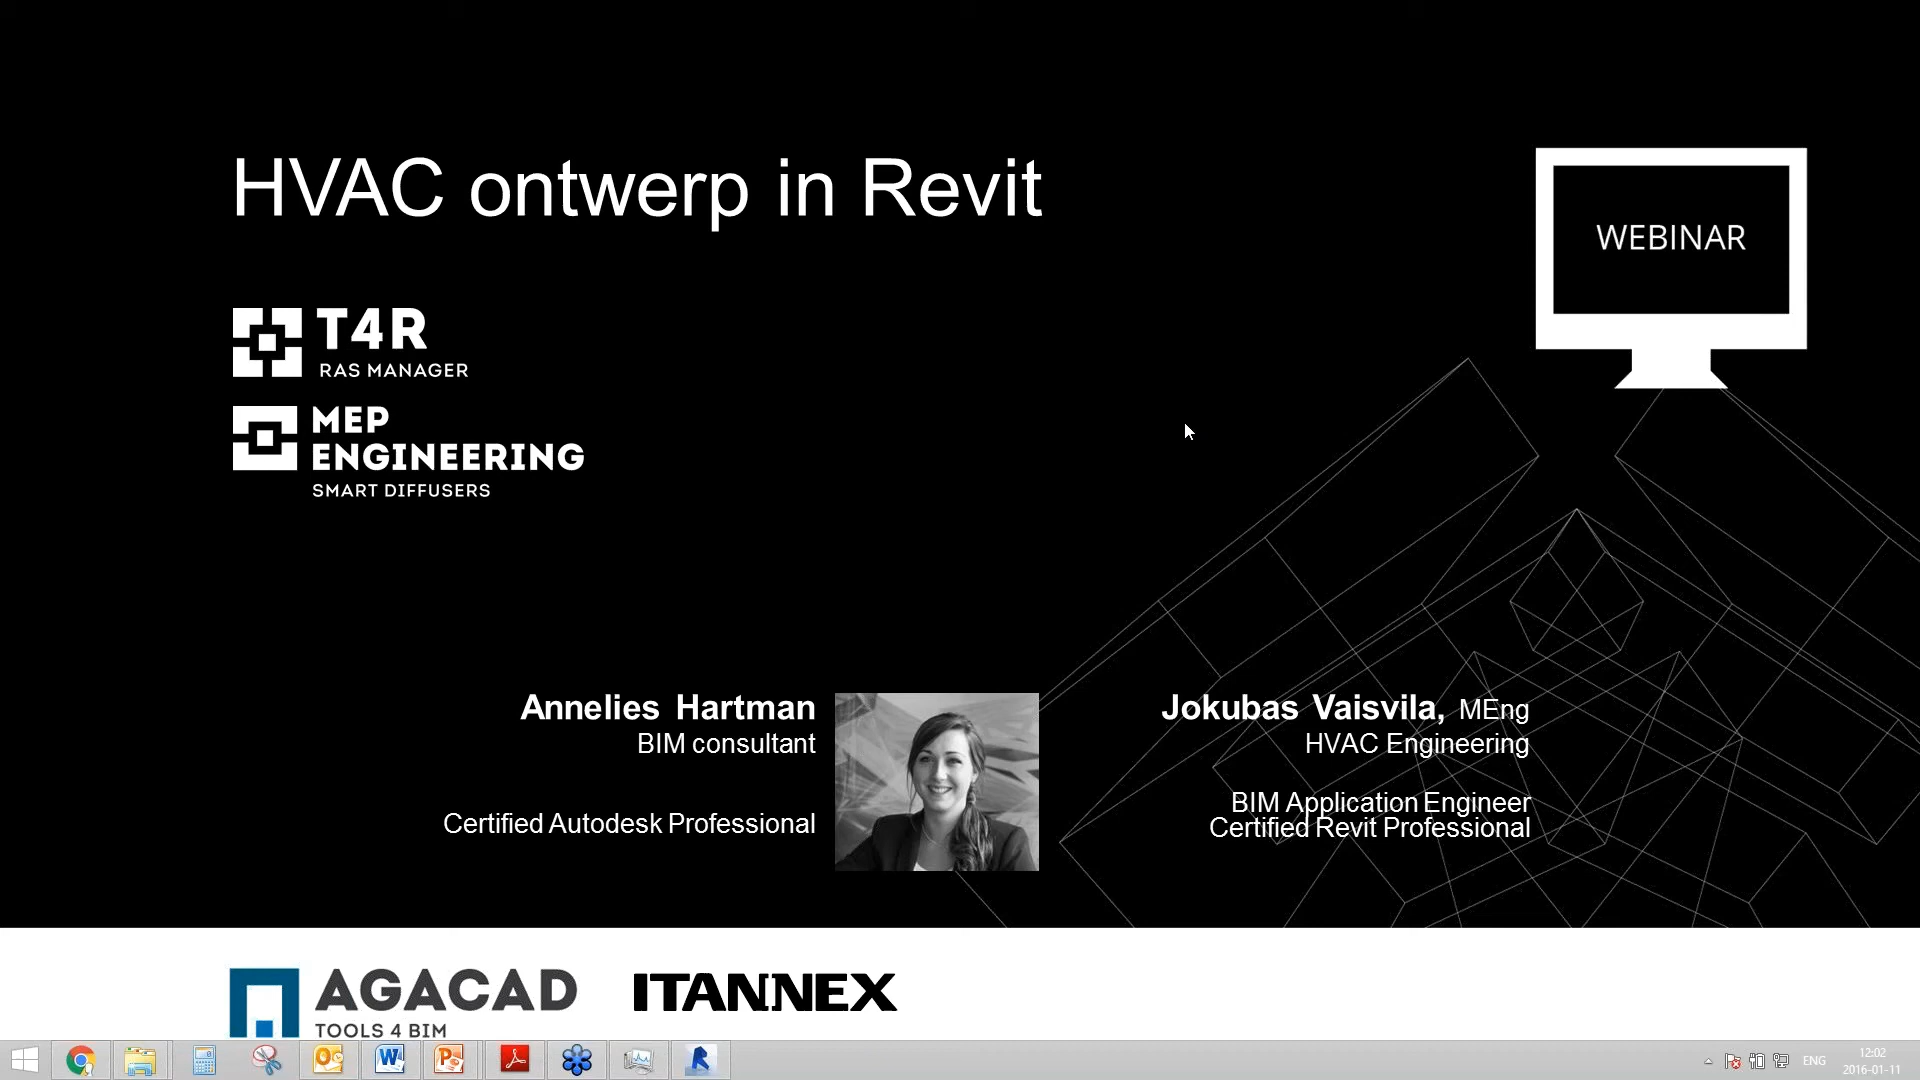 HVAC ontwerp in Revit
WEBINAR
T4R
RAS MANAGER
MEP
ENGINEERING
SMART DIFFUSERS
Annelies Hartman
BIM consultant
Certified Autodesk Professional
Jokubas Vaisvila, MEng
HVAC Engineering
BIM Application Engineer
Certified Revit Professional
AGACAD
TOOLS 4 BIM
ITANNEX
ENG
12:02
2016-01-11